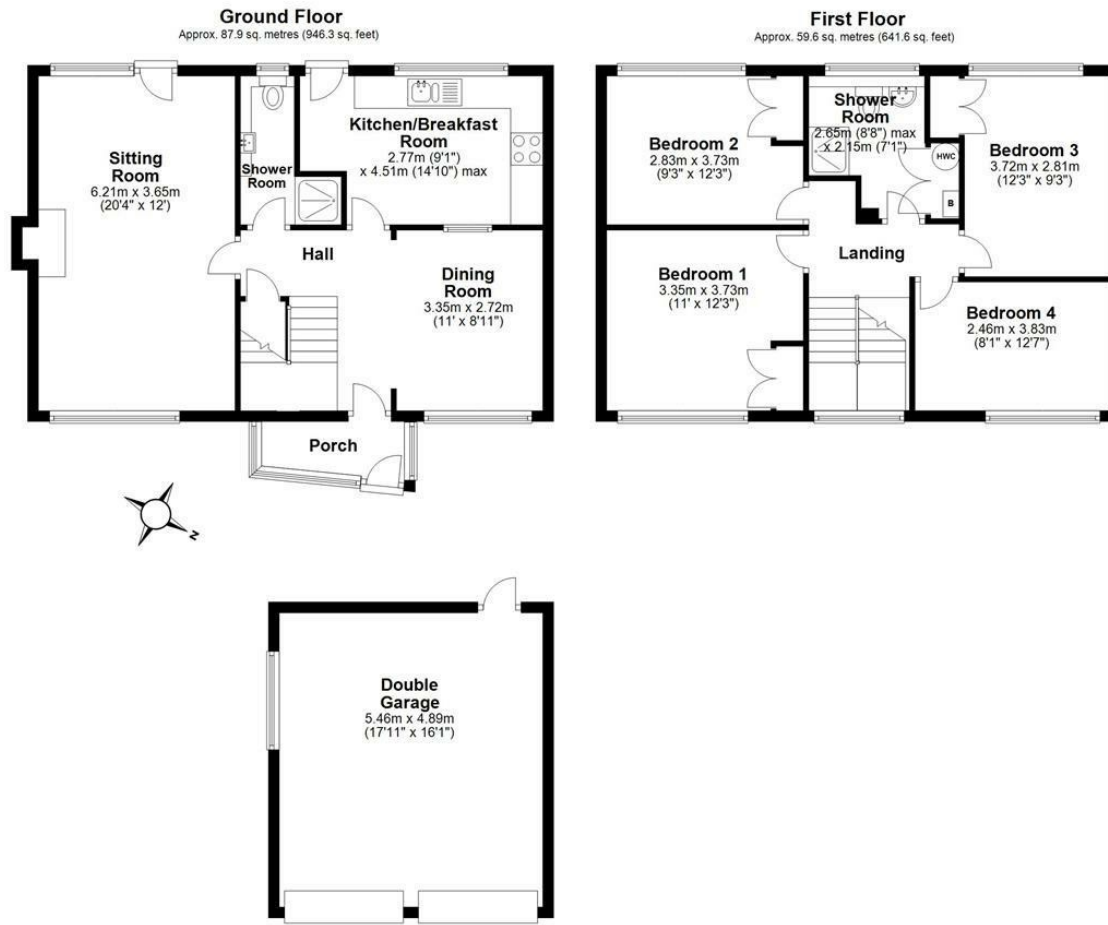 Ground Floor
Approx. 87.9 sq. metres (946.3 sq. feet)
Sitting
Room
6.21m x 3.65m
(20'4" x 12')
Shower
Room
Kitchen/Breakfast
Room
2.77m (9'1")
x 4.51m (14'10") max
Hall
Dining
Room
3.35m x 2.72m
(11' x 8'11")
Porch
N
First Floor
Approx. 59.6 sq. metres (641.6 sq. feet)
Bedroom 2
2.83m x 3.73m
(9'3" x 12'3")
Shower
Room
2.65m (8'8") max
x 2.15m (7'1")
HWC
B
Bedroom 3
3.72m x 2.81m
(12'3" x 9'3")
Landing
Bedroom 1
3.35m x 3.73m
(11' x 12'3")
Bedroom 4
2.46m x 3.83m
(8'1" x 12'7")
Double
Garage
5.46m x 4.89m
(17'11" x 16'1")